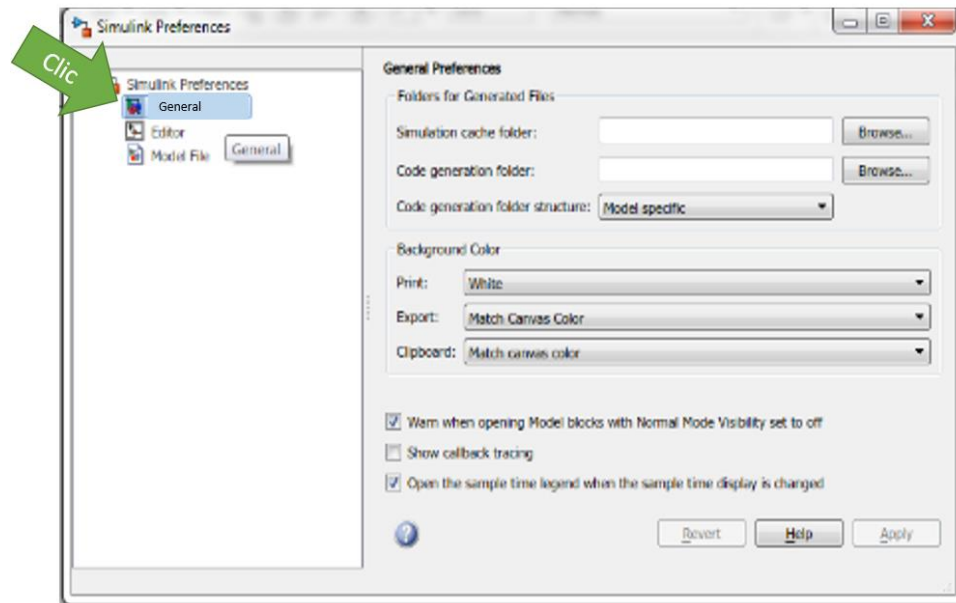 Simulink Preferences
Clic
Simulink Preferences
General
Editor
Model File
General
General Preferences
Folders for Generated Files
Simulation cache folder:
Browse...
Code generation folder:
Browse...
Code generation folder structure: Model specific
Background Color
Print: White
Export: Match Canvas Color
Clipboard: Match canvas color
Warn when opening Model blocks with Normal Mode Visibility set to off
Show callback tracing
Open the sample time legend when the sample time display is changed
Revert Help Apply